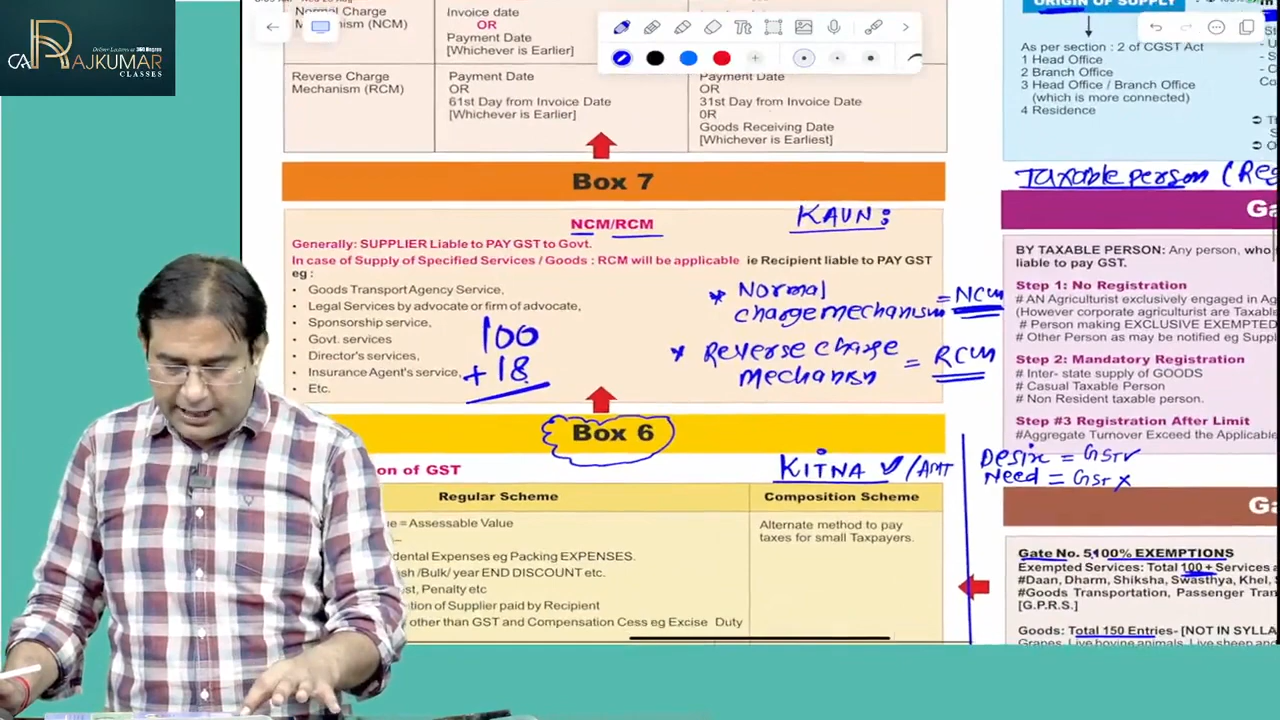 Deliver Lectures at 360 Degree
CA RAJKUMAR
CLASSES
Normal Charge
Mechanism (NCM)
Invoice date
OR
Payment Date
[Whichever is Earlier]
Reverse Charge
Mechanism (RCM)
Payment Date
OR
61st Day from Invoice Date
[Whichever is Earlier]
Payment Date
OR
31st Day from Invoice Date
0R
Goods Receiving Date
[Whichever is Earliest]
ORIGIN OF SUPPLY
As per section : 2 of CGST Act
1 Head Office
2 Branch Office
3 Head Office / Branch Office
(which is more connected)
4 Residence
Taxable person (Reg
Box 7
NCM/RCM
KAUN:
Generally: SUPPLIER Liable to PAY GST to Govt.
In case of Supply of Specified Services / Goods : RCM will be applicable ie Recipient liable to PAY GST
eg :
• Goods Transport Agency Service,
• Legal Services by advocate or firm of advocate,
• Sponsorship service,
• Govt. services
• Director's services,
• Insurance Agent's service,
• Etc.
100
+ 18
* Normal
charge mechanism = NCM
* Reverse charge
mechanism = RCM
BY TAXABLE PERSON: Any person, who
liable to pay GST.
Step 1: No Registration
# AN Agriculturist exclusively engaged in Ag
(However corporate agriculturist are Taxable
# Person making EXCLUSIVE EXEMPTED
# Other Person as may be notified eg Suppl
Step 2: Mandatory Registration
# Inter- state supply of GOODS
# Casual Taxable Person
# Non Resident taxable person.
Step #3 Registration After Limit
#Aggregate Turnover Exceed the Applicable
Box 6
on of GST
KITNA /AMT
Regular Scheme
Composition Scheme
e = Assessable Value
dental Expenses eg Packing EXPENSES.
sh /Bulk/ year END DISCOUNT etc.
st, Penalty etc
tion of Supplier paid by Recipient
other than GST and Compensation Cess eg Excise Duty
Alternate method to pay
taxes for small Taxpayers.
Desire = GST✓
Need = GST x
Gate No. 5,100% EXEMPTIONS
Exempted Services: Total 100 + Services a
#Daan, Dharm, Shiksha, Swasthya, Khel, S
#Goods Transportation, Passenger Tran
[G.P.R.S.]
Goods: Total 150 Entries- [NOT IN SYLLA